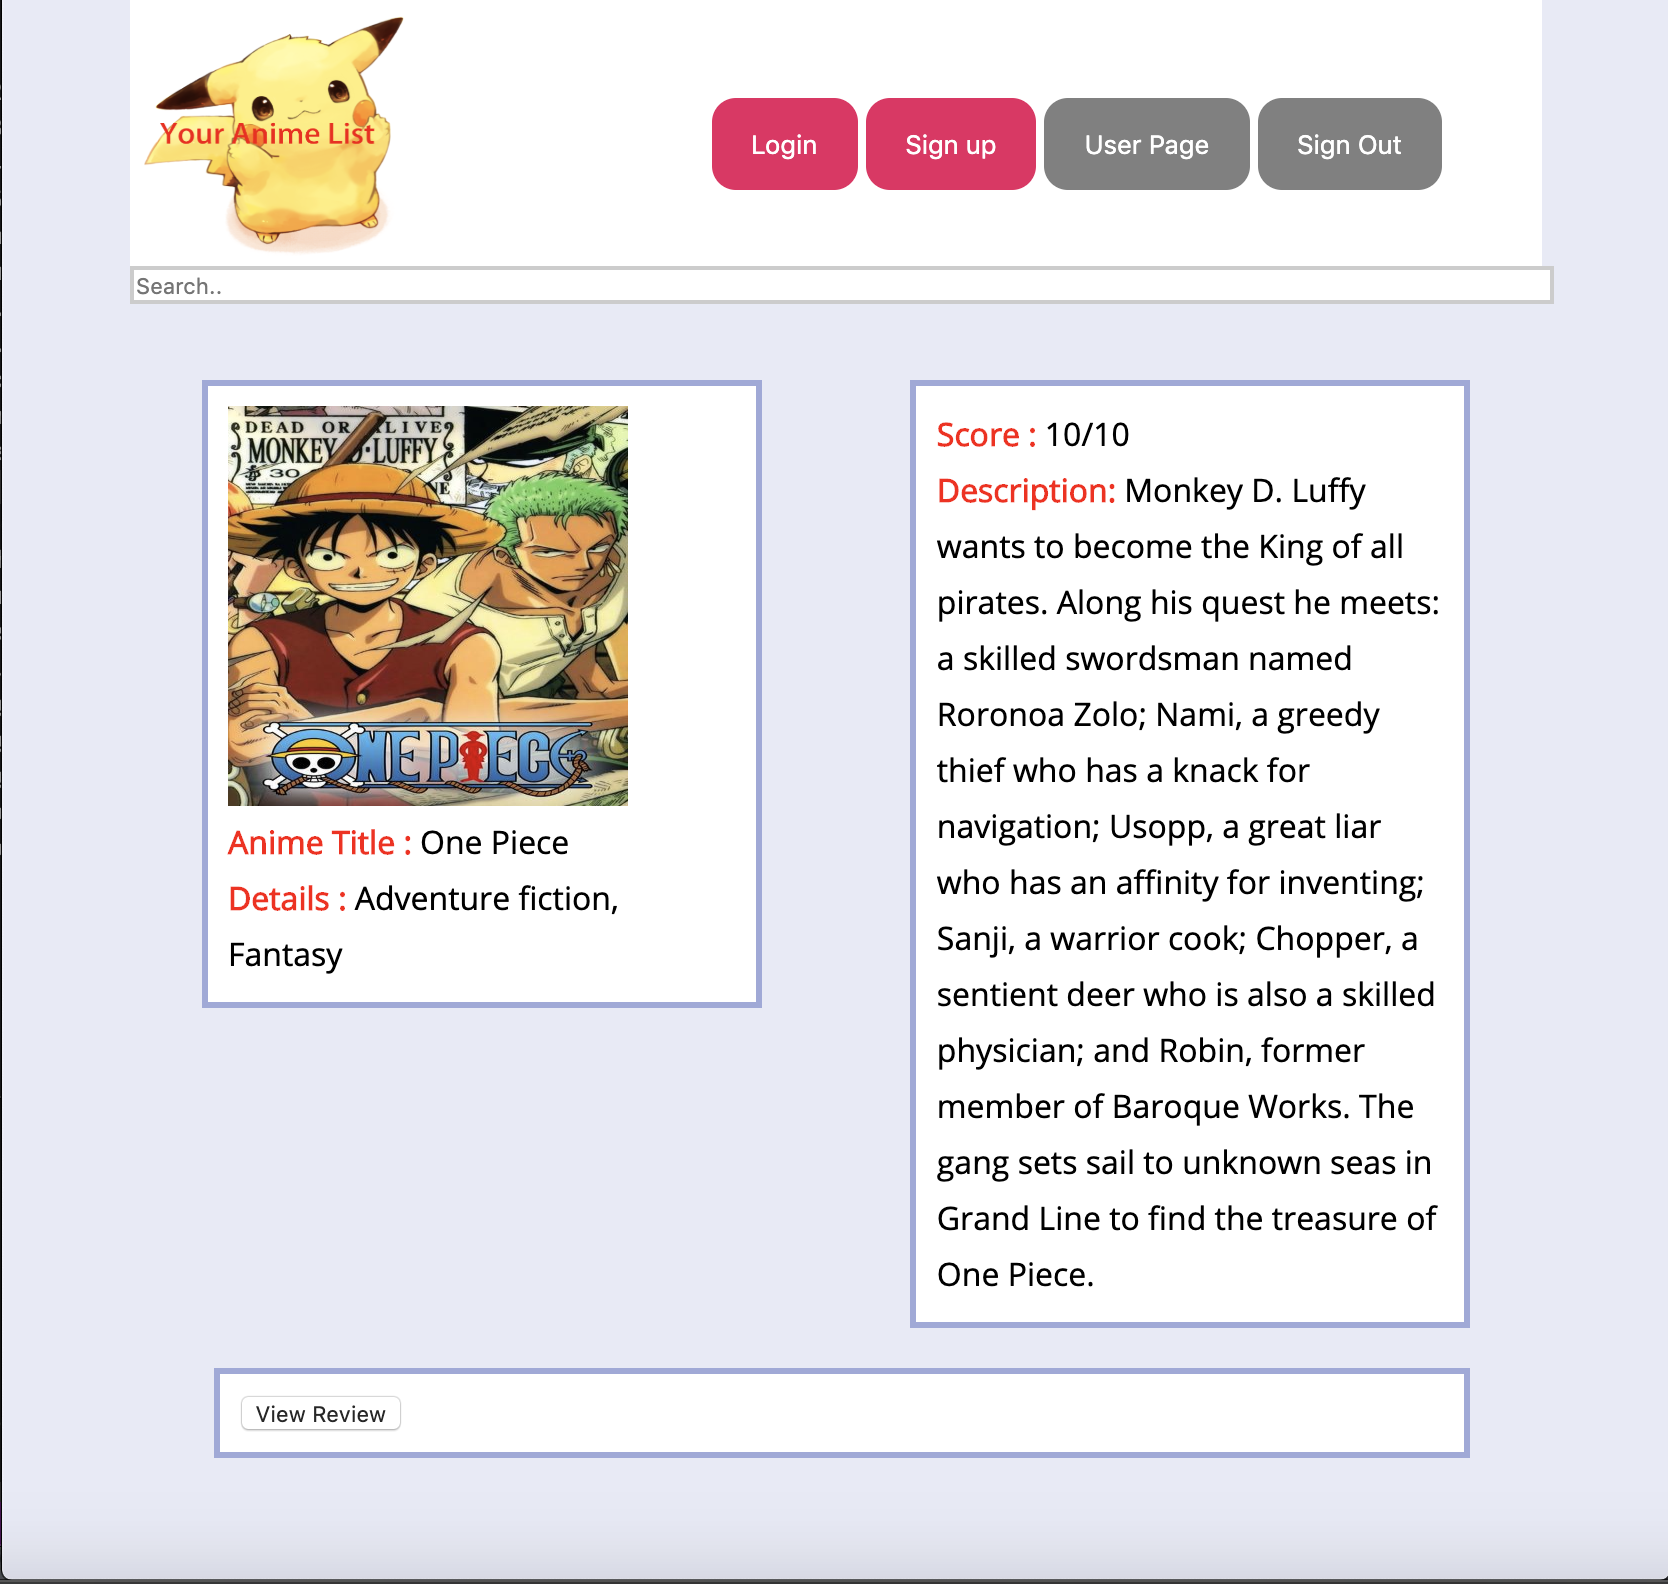 Your Anime List
Login
Sign up
User Page
Sign Out
Search..
DEAD OR ALIVE
MONKEY D. LUFFY
30
ONE PIECE
Anime Title : One Piece
Details : Adventure fiction,
Fantasy
Score : 10/10
Description: Monkey D. Luffy
wants to become the King of all
pirates. Along his quest he meets:
a skilled swordsman named
Roronoa Zolo; Nami, a greedy
thief who has a knack for
navigation; Usopp, a great liar
who has an affinity for inventing;
Sanji, a warrior cook; Chopper, a
sentient deer who is also a skilled
physician; and Robin, former
member of Baroque Works. The
gang sets sail to unknown seas in
Grand Line to find the treasure of
One Piece.
View Review